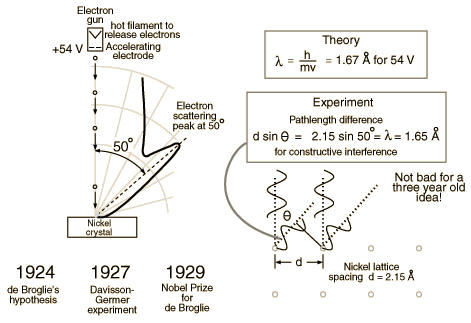 Electron
gun
hot filament to
release electrons
+54 V
Accelerating
electrode
Electron
scattering
peak at 50°
50°
Nickel
crystal
1924
de Broglie's
hypothesis
1927
Davisson-
Germer
experiment
1929
Nobel Prize
for
de Broglie
Theory
λ = h/mv = 1.67 Å for 54 V
Experiment
Pathlength difference
d sin θ = 2.15 sin 50° = λ = 1.65 Å
for constructive interference
Not bad for a
three year old
idea!
θ
d
Nickel lattice
spacing d = 2.15 Å